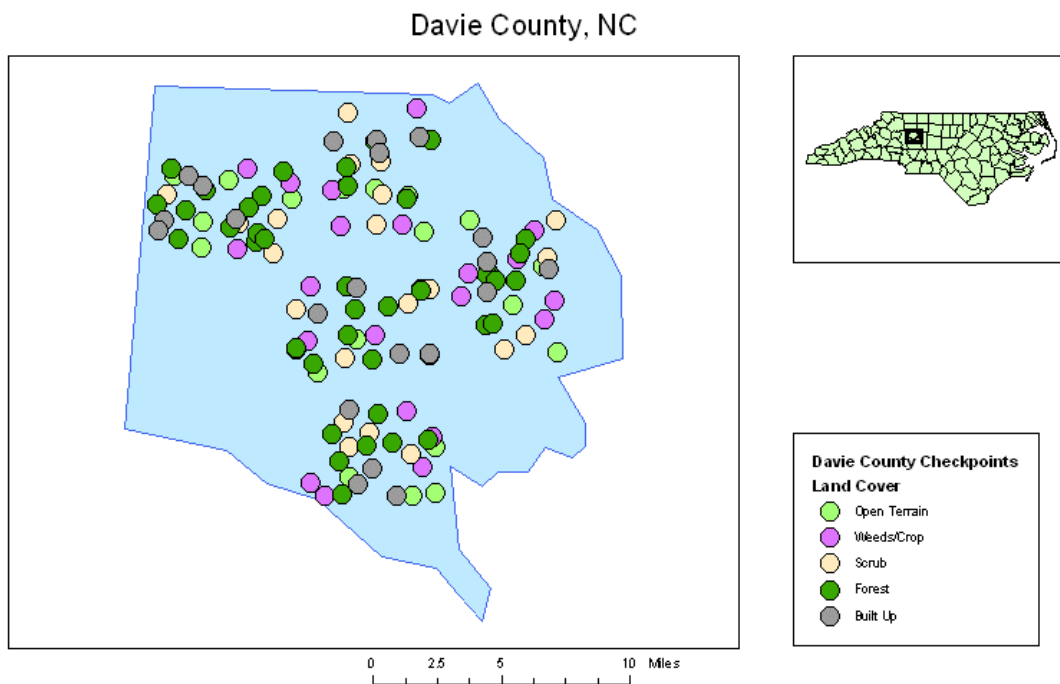 Davie County, NC
Davie County Checkpoints
Land Cover
Open Terrain
Weeds/Crop
Scrub
Forest
Built Up
0 2.5 5 10 Miles